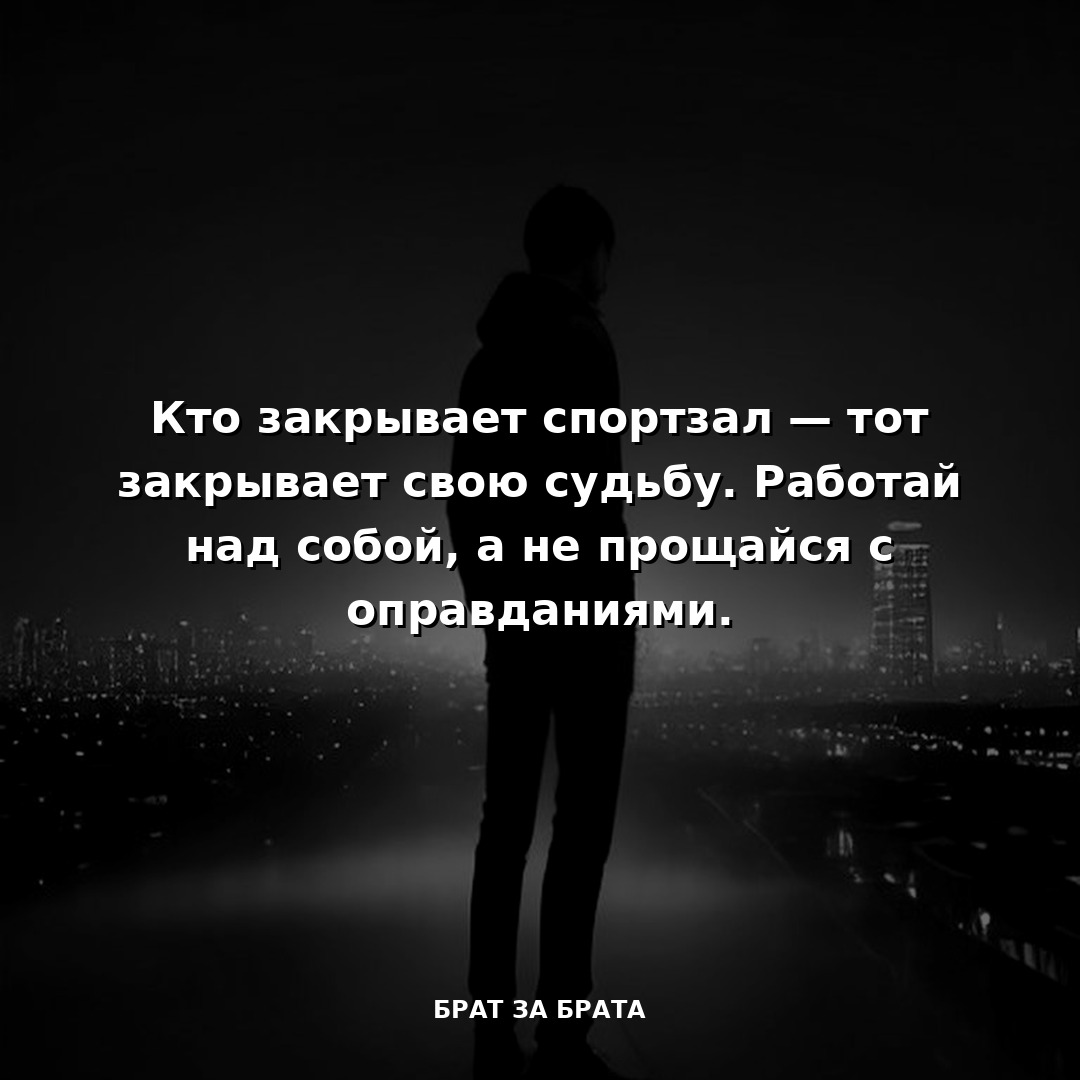 Кто закрывает спортзал — тот
закрывает свою судьбу. Работай
над собой, а не прощайся с
оправданиями.
БРАТ ЗА БРАТА